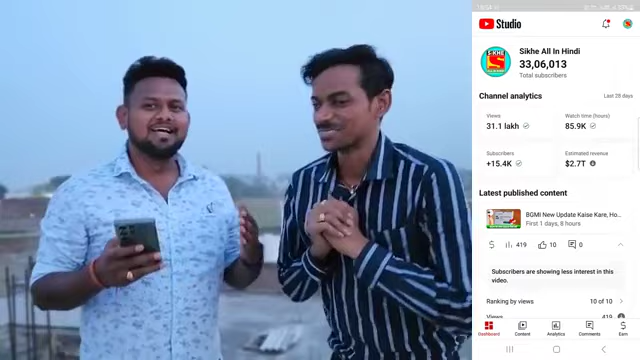 Studio
SIKHE
Sikhe All In Hindi
33,06,013
Total subscribers
Channel analytics
Last 28 days
Views
Watch time (hours)
31.1 lakh
85.9K
Subscribers
Estimated revenue
+15.4K
$2.7T
Latest published content
BGMI New Update Kaise Kare, Ho...
First 1 days, 8 hours
419
10
0
Subscribers are showing less interest in this
video.
Ranking by views
10 of 10
Views
419
Dashboard
Content
Analytics
Comments
Earn